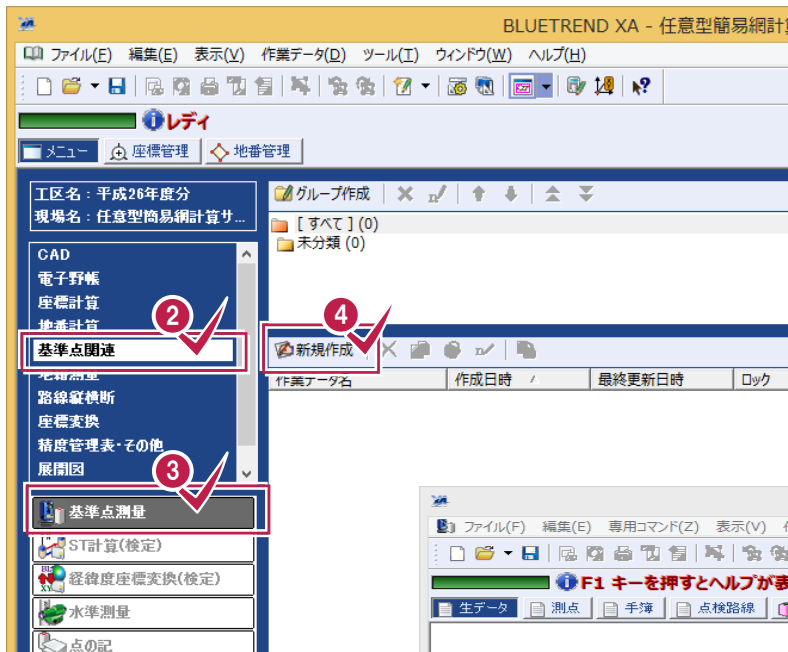 BLUETREND XA - 任意型簡易網計
ファイル(F) 編集(E) 表示(V) 作業データ(D) ツール(T) ウィンドウ(W) ヘルプ(H)
レディ
メニュー 座標管理 地番管理
工区名：平成26年度分
現場名：任意型簡易網計算サ...
グループ作成
[ すべて ] (0)
未分類 (0)
CAD
電子野帳
座標計算
地番計算
2
基準点関連
4
新規作成
作業データ名 作成日時 最終更新日時 ロック
路線縦横断
座標変換
精度管理表・その他
展開図
3
基準点測量
ST計算(検定)
経緯度座標変換(検定)
水準測量
点の記
ファイル(F) 編集(E) 専用コマンド(Z) 表示(V)
F1 キーを押すとヘルプが表
生データ 測点 手簿 点検路線